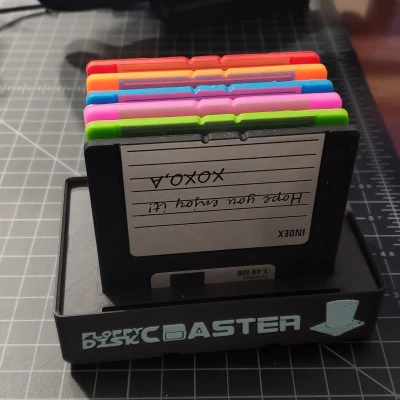 INDEX
Hope you enjoy it!
XOXO,A
1.44 MB
FLOPPY
DISK COASTER